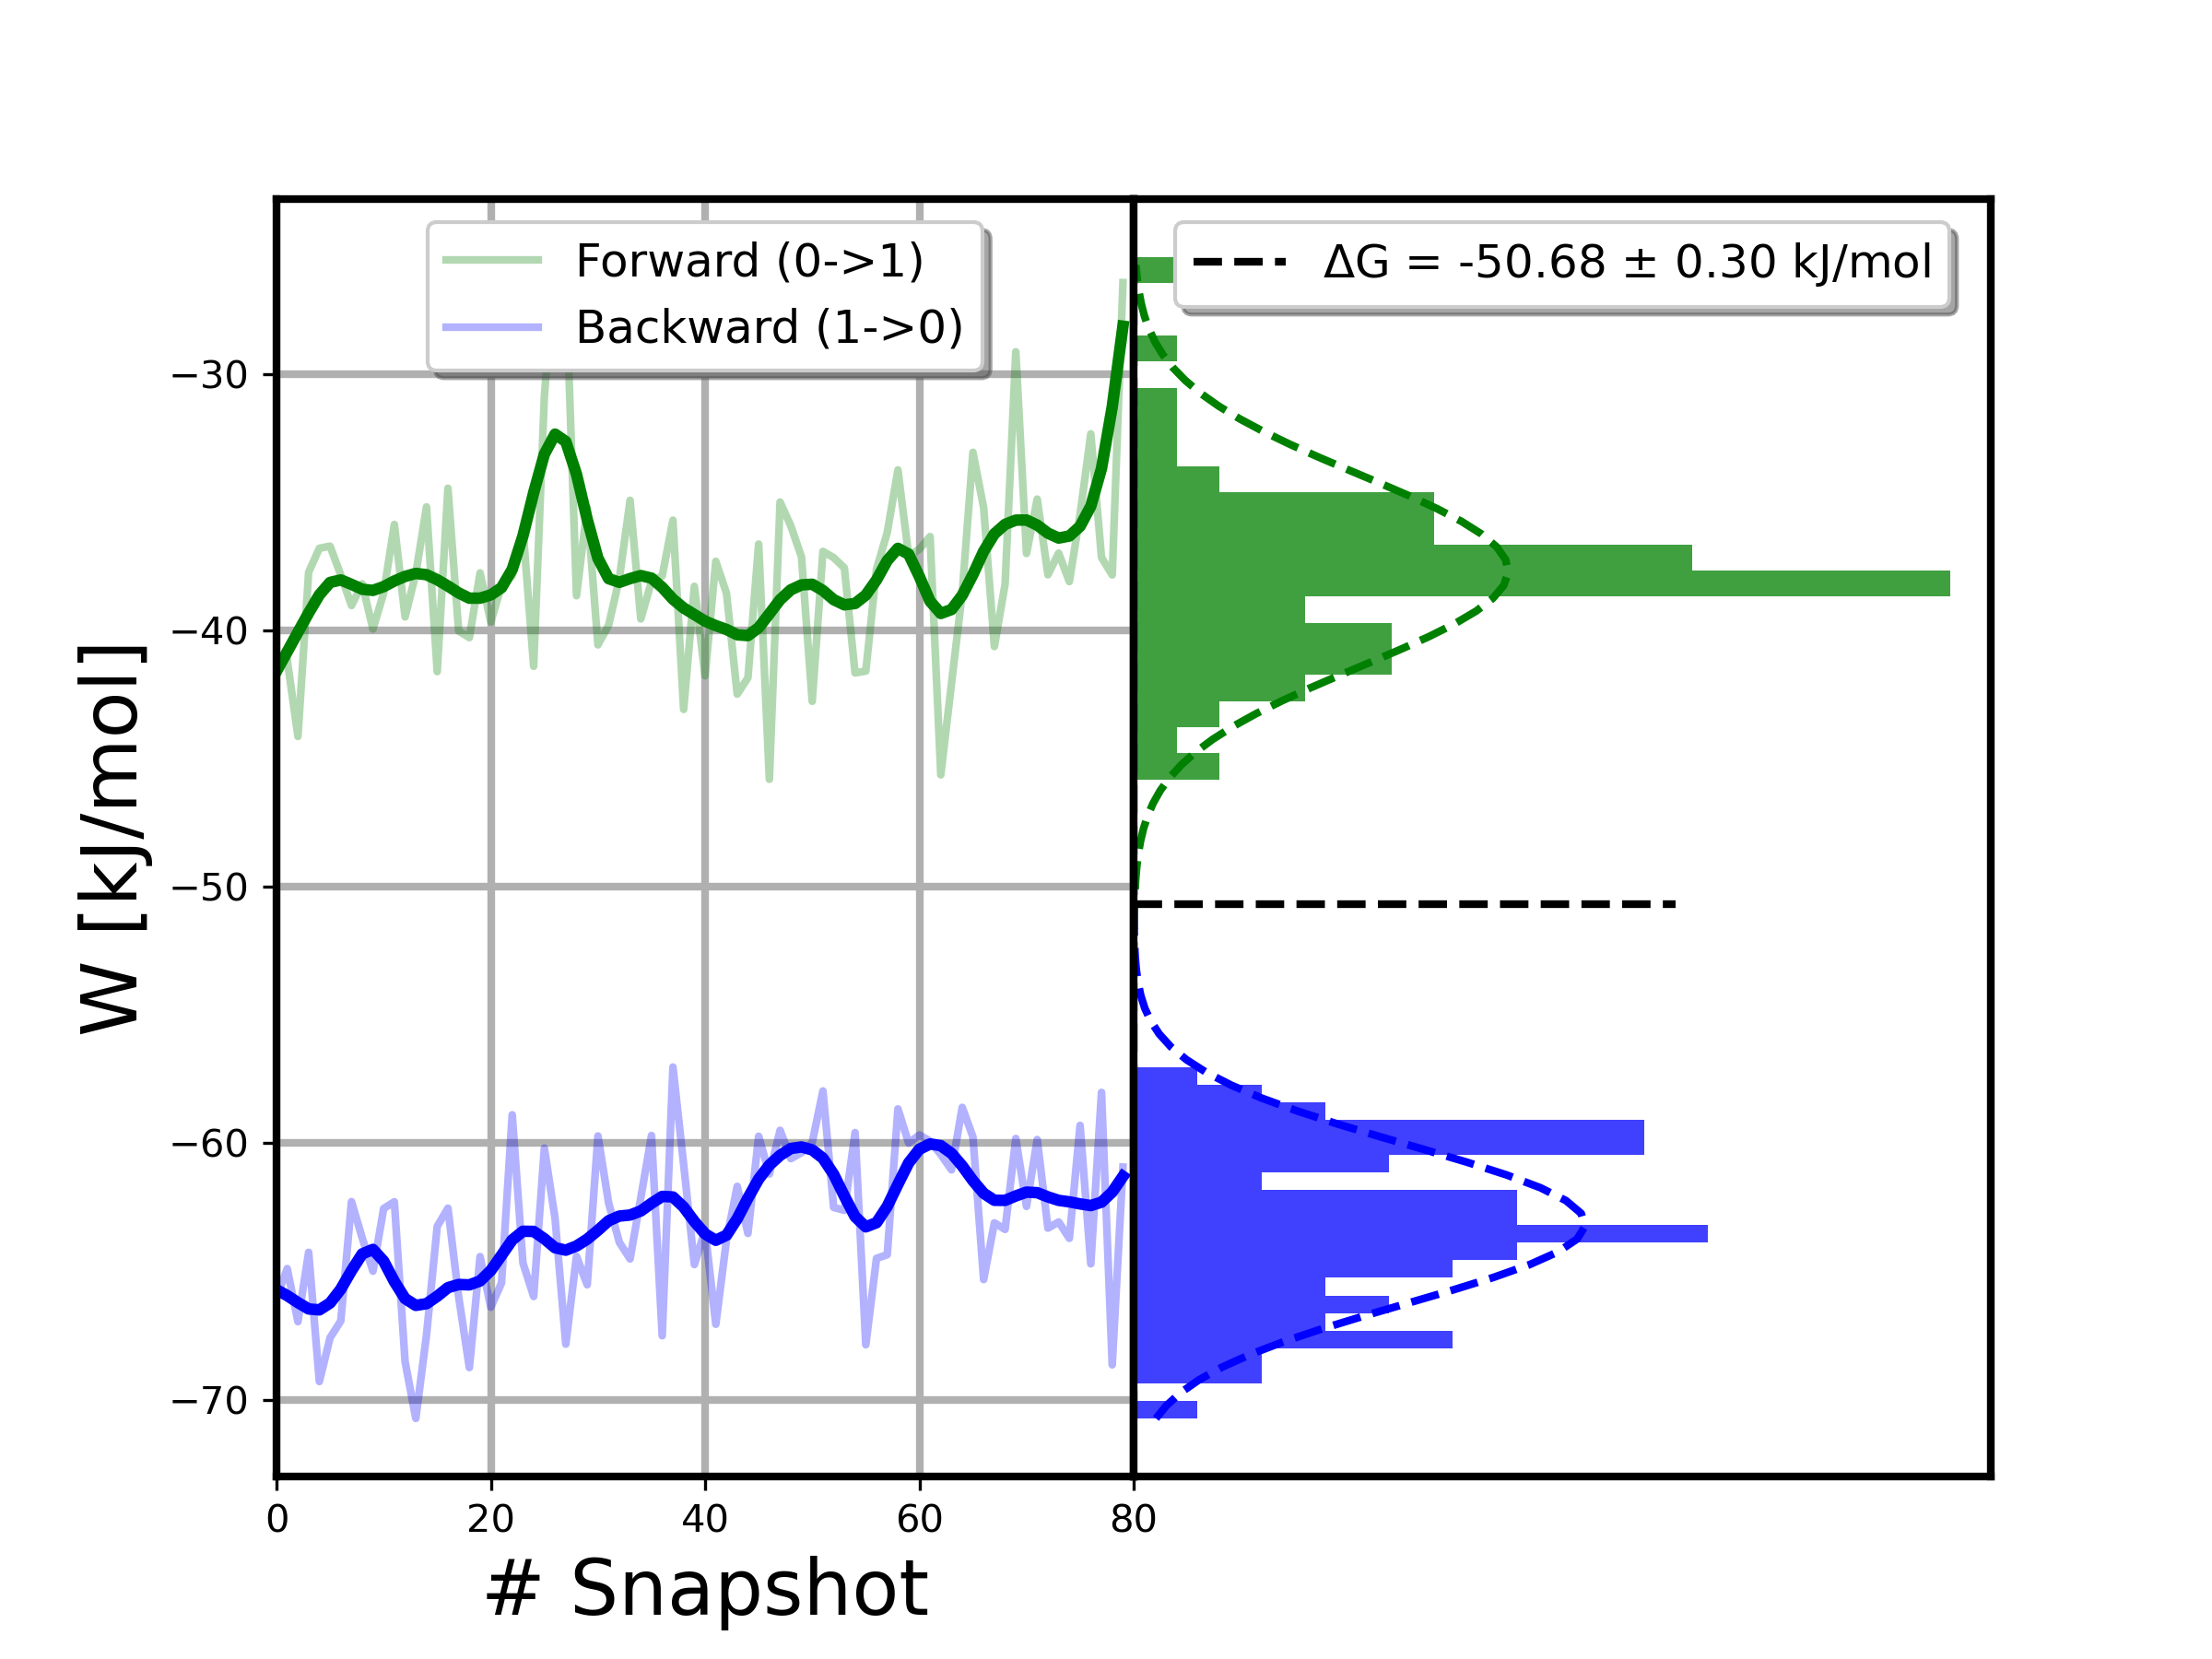 Forward (0->1)
Backward (1->0)
ΔG = -50.68 ± 0.30 kJ/mol
−30
−40
−50
−60
−70
W [kJ/mol]
0 20 40 60 80
# Snapshot